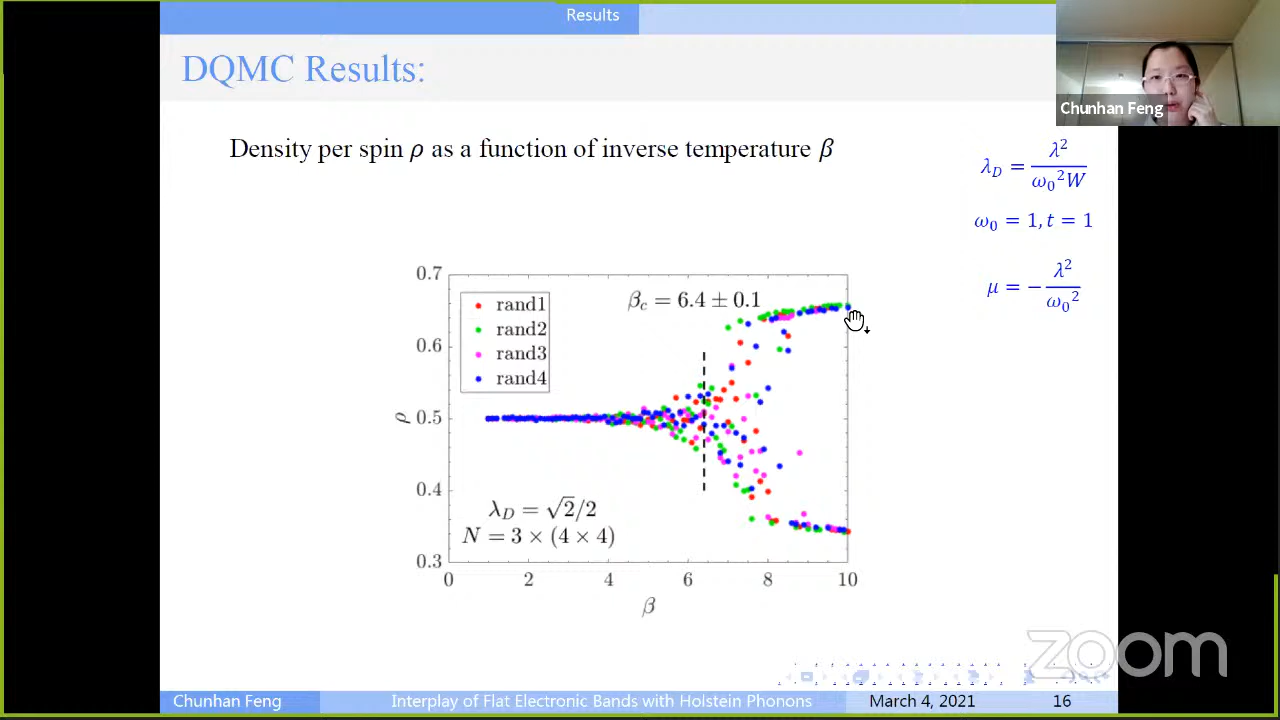 Results
DQMC Results:
Chunhan Feng
Density per spin ρ as a function of inverse temperature β
λ_D = λ²/ω₀²W
ω₀ = 1, t = 1
μ = −λ²/ω₀²
0.7
0.6
0.5
0.4
0.3
ρ
rand1
rand2
rand3
rand4
β_c = 6.4 ± 0.1
λ_D = √2/2
N = 3 × (4 × 4)
0 2 4 6 8 10
β
zoom
Chunhan Feng Interplay of Flat Electronic Bands with Holstein Phonons March 4, 2021 16